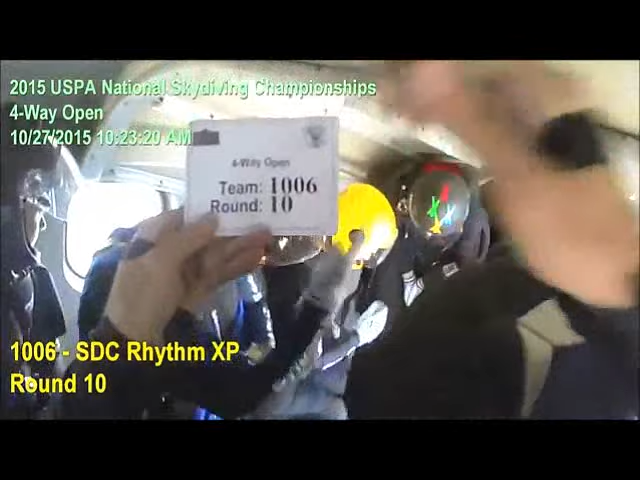 2015 USPA National Skydiving Championships
4-Way Open
10/27/2015 10:23:20 AM
4-Way Open
Team: 1006
Round: 10
1006 - SDC Rhythm XP
Round 10